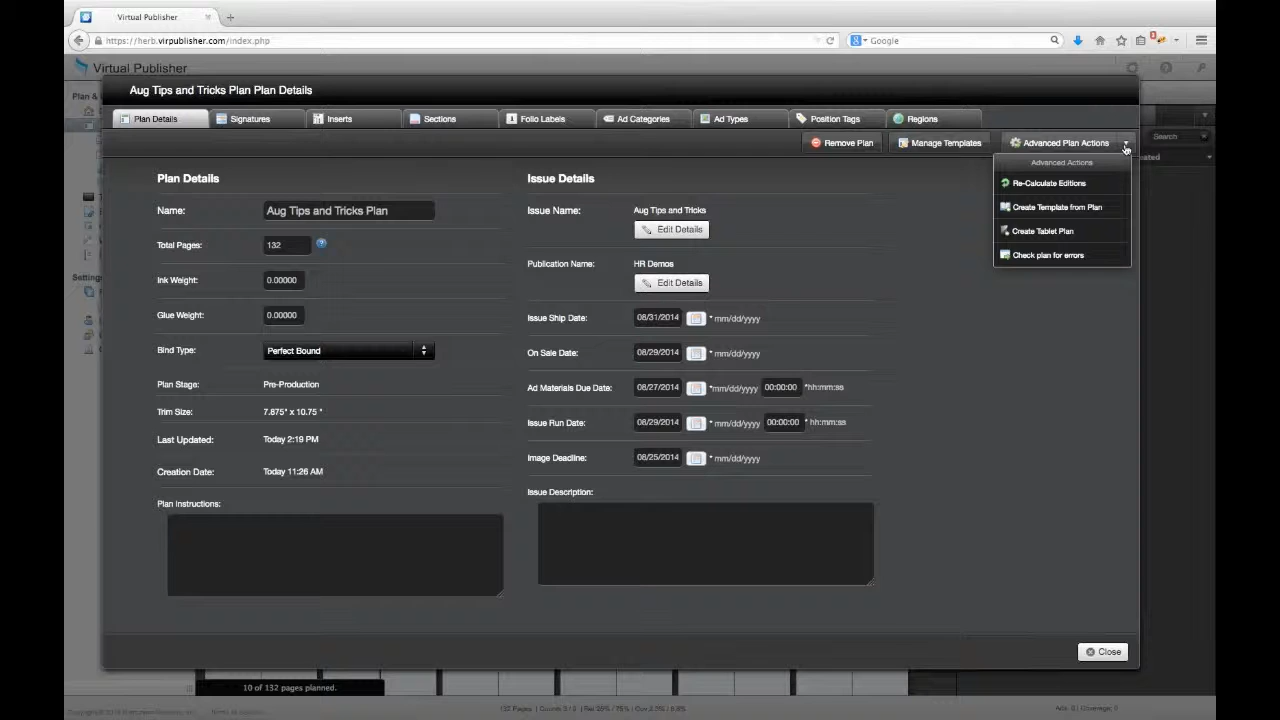 Virtual Publisher
https://herb.virpublisher.com/index.php
Google
Virtual Publisher
Aug Tips and Tricks Plan Plan Details
Plan &
Plan Details
Signatures
Inserts
Sections
Folio Labels
Ad Categories
Ad Types
Position Tags
Regions
Search
Remove Plan
Manage Templates
Advanced Plan Actions
Advanced Actions
Re-Calculate Editions
Create Template from Plan
Create Tablet Plan
Check plan for errors
Plan Details
Name: Aug Tips and Tricks Plan
Total Pages: 132
Ink Weight: 0.00000
Glue Weight: 0.00000
Bind Type: Perfect Bound
Plan Stage: Pre-Production
Trim Size: 7.875" x 10.75 "
Last Updated: Today 2:19 PM
Creation Date: Today 11:26 AM
Plan Instructions:
Issue Details
Issue Name: Aug Tips and Tricks
Edit Details
Publication Name: HR Demos
Edit Details
Issue Ship Date: 08/31/2014 * mm/dd/yyyy
On Sale Date: 08/29/2014 * mm/dd/yyyy
Ad Materials Due Date: 08/27/2014 *mm/dd/yyyy 00:00:00 *hh:mm:ss
Issue Run Date: 08/29/2014 * mm/dd/yyyy 00:00:00 * hh:mm:ss
Image Deadline: 08/25/2014 * mm/dd/yyyy
Issue Description:
Settings
Close
10 of 132 pages planned.
132 Pages